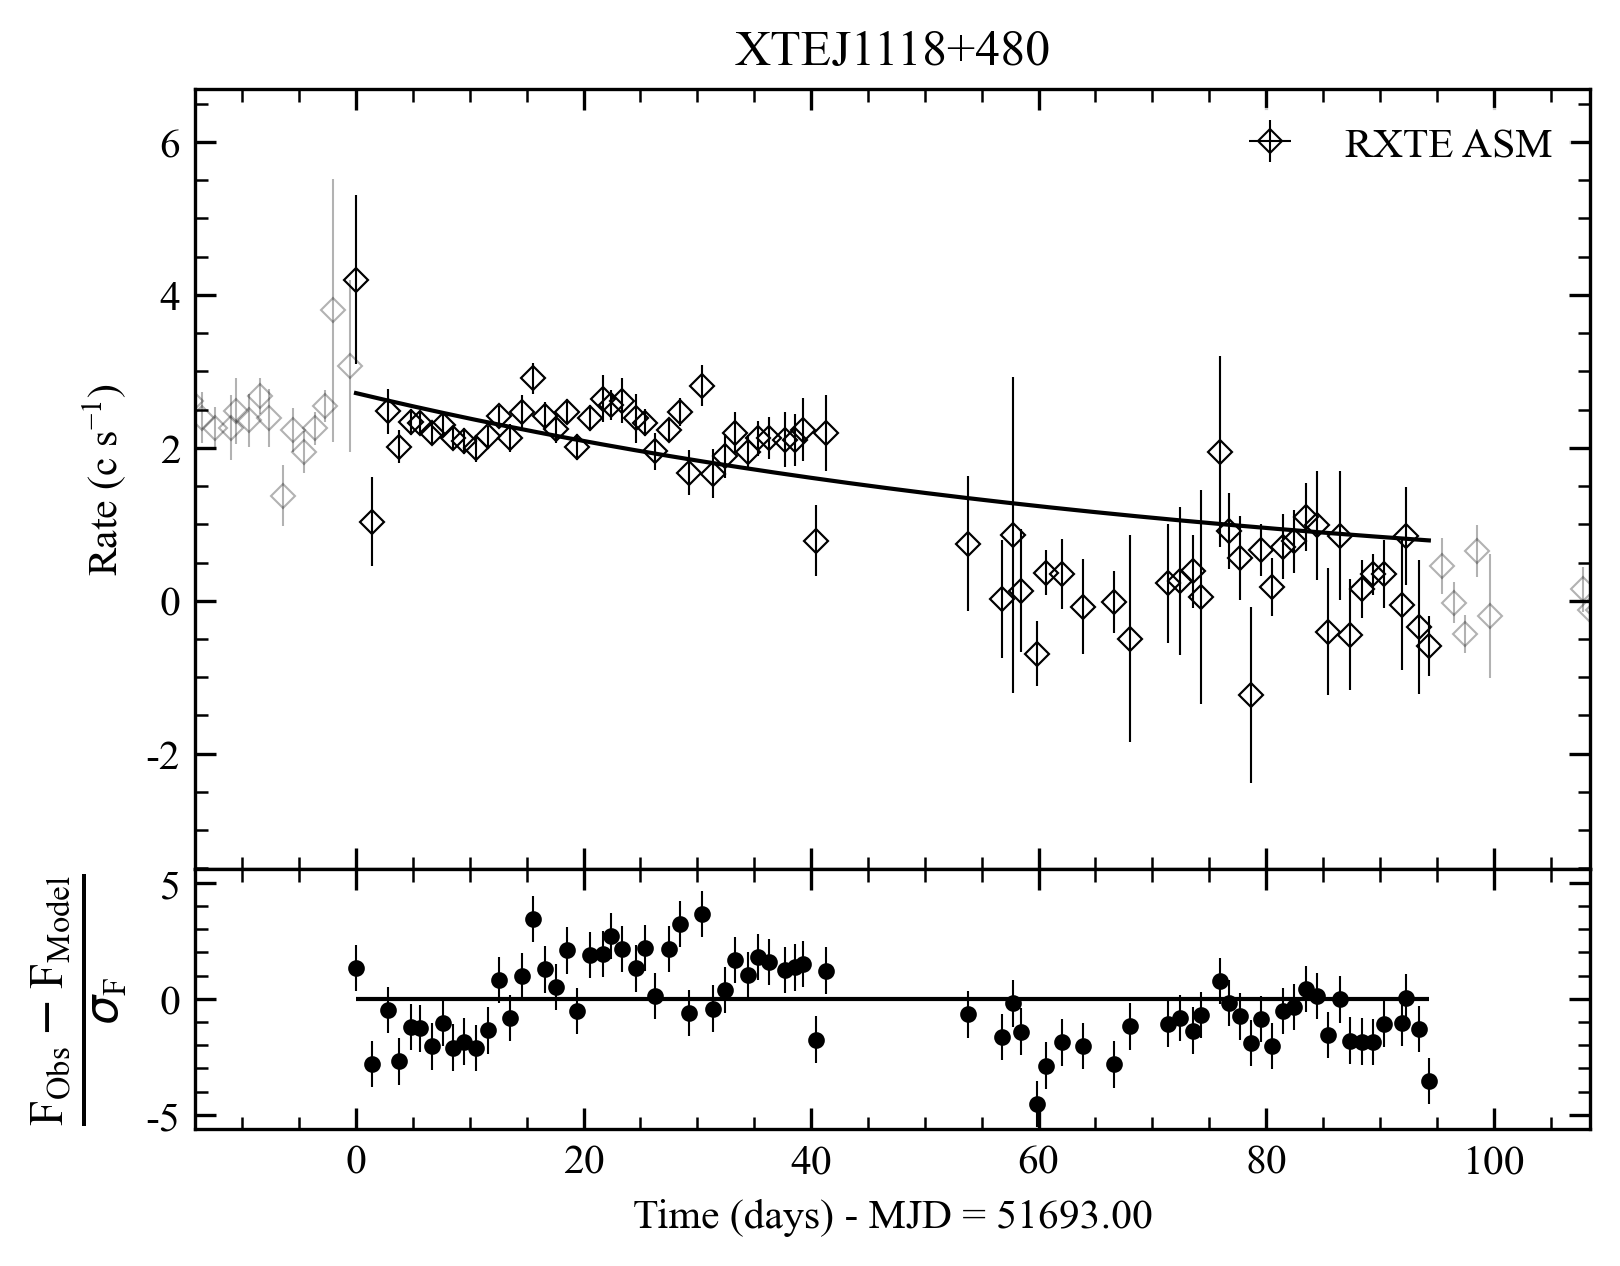 XTEJ1118+480
RXTE ASM
6
4
2
0
-2
Rate (c s⁻¹)
5
0
-5
F_Obs − F_Model
σ_F
0 20 40 60 80 100
Time (days) - MJD = 51693.00